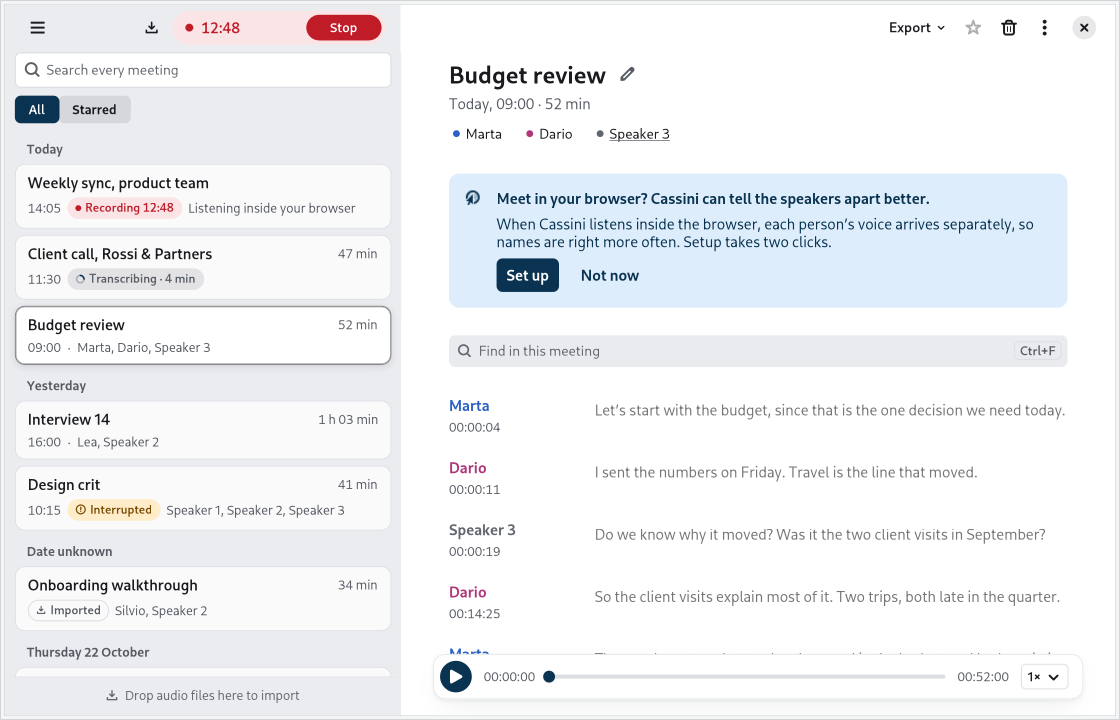 12:48
Stop
Search every meeting
All
Starred
Today
Weekly sync, product team
14:05 Recording 12:48 Listening inside your browser
Client call, Rossi & Partners 47 min
11:30 Transcribing · 4 min
Budget review 52 min
09:00 · Marta, Dario, Speaker 3
Yesterday
Interview 14 1 h 03 min
16:00 · Lea, Speaker 2
Design crit 41 min
10:15 Interrupted Speaker 1, Speaker 2, Speaker 3
Date unknown
Onboarding walkthrough 34 min
Imported Silvio, Speaker 2
Thursday 22 October
Drop audio files here to import
Export
Budget review
Today, 09:00 · 52 min
Marta Dario Speaker 3
Meet in your browser? Cassini can tell the speakers apart better.
When Cassini listens inside the browser, each person’s voice arrives separately, so
names are right more often. Setup takes two clicks.
Set up Not now
Find in this meeting Ctrl+F
Marta Let’s start with the budget, since that is the one decision we need today.
00:00:04
Dario I sent the numbers on Friday. Travel is the line that moved.
00:00:11
Speaker 3 Do we know why it moved? Was it the two client visits in September?
00:00:19
Dario So the client visits explain most of it. Two trips, both late in the quarter.
00:14:25
Marta
00:00:00 00:52:00 1×